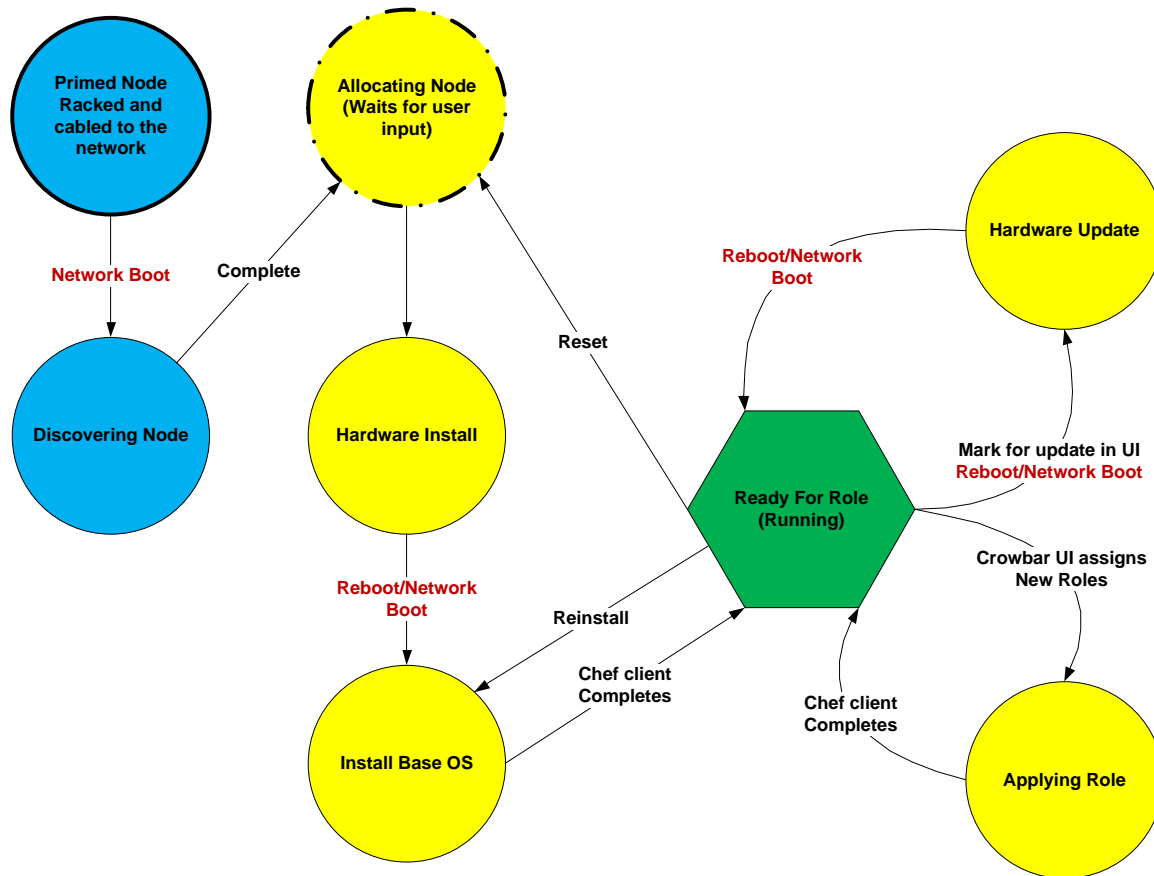 Primed Node
Racked and
cabled to the
network
Allocating Node
(Waits for user
input)
Hardware Update
Network Boot
Complete
Reboot/Network
Boot
Reset
Discovering Node
Hardware Install
Mark for update in UI
Reboot/Network Boot
Ready For Role
(Running)
Crowbar UI assigns
New Roles
Reboot/Network
Boot
Reinstall
Chef client
Completes
Chef client
Completes
Install Base OS
Applying Role